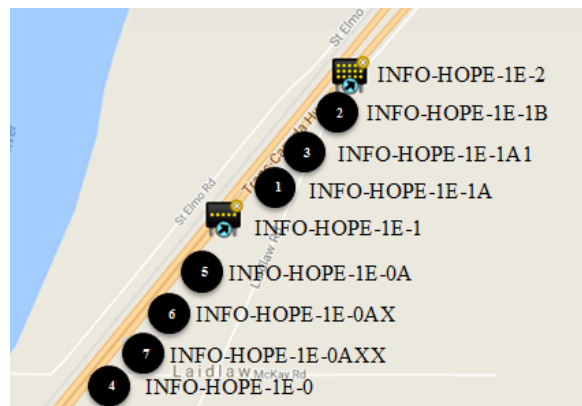 St Elmo
INFO-HOPE-1E-2
2
INFO-HOPE-1E-1B
3
INFO-HOPE-1E-1A1
Trans-Canada H
1
INFO-HOPE-1E-1A
St Elmo Rd
INFO-HOPE-1E-1
Laidlaw R
5
INFO-HOPE-1E-0A
6
INFO-HOPE-1E-0AX
7
INFO-HOPE-1E-0AXX
Laidlaw
McKay Rd
4
INFO-HOPE-1E-0